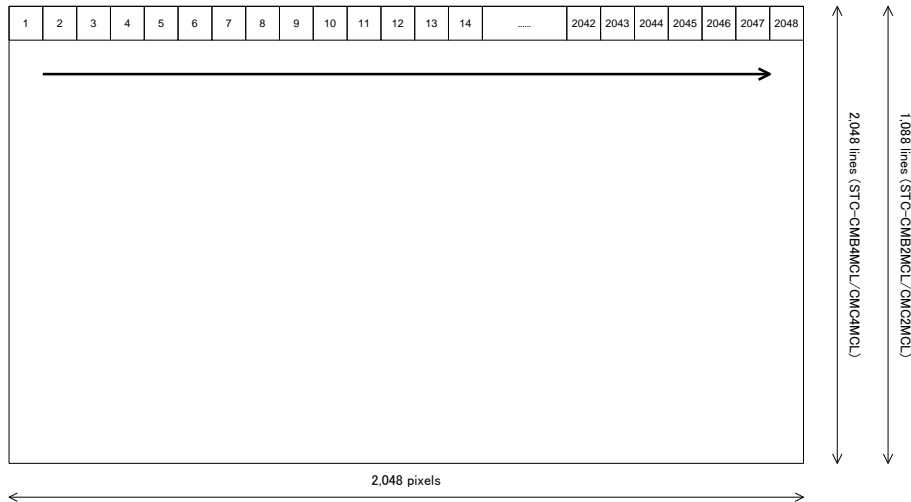 1 2 3 4 5 6 7 8 9 10 11 12 13 14 ...... 2042 2043 2044 2045 2046 2047 2048
2,048 lines (STC-CMB4MCL/CMC4MCL)
1,088 lines (STC-CMB2MCL/CMC2MCL)
2,048 pixels